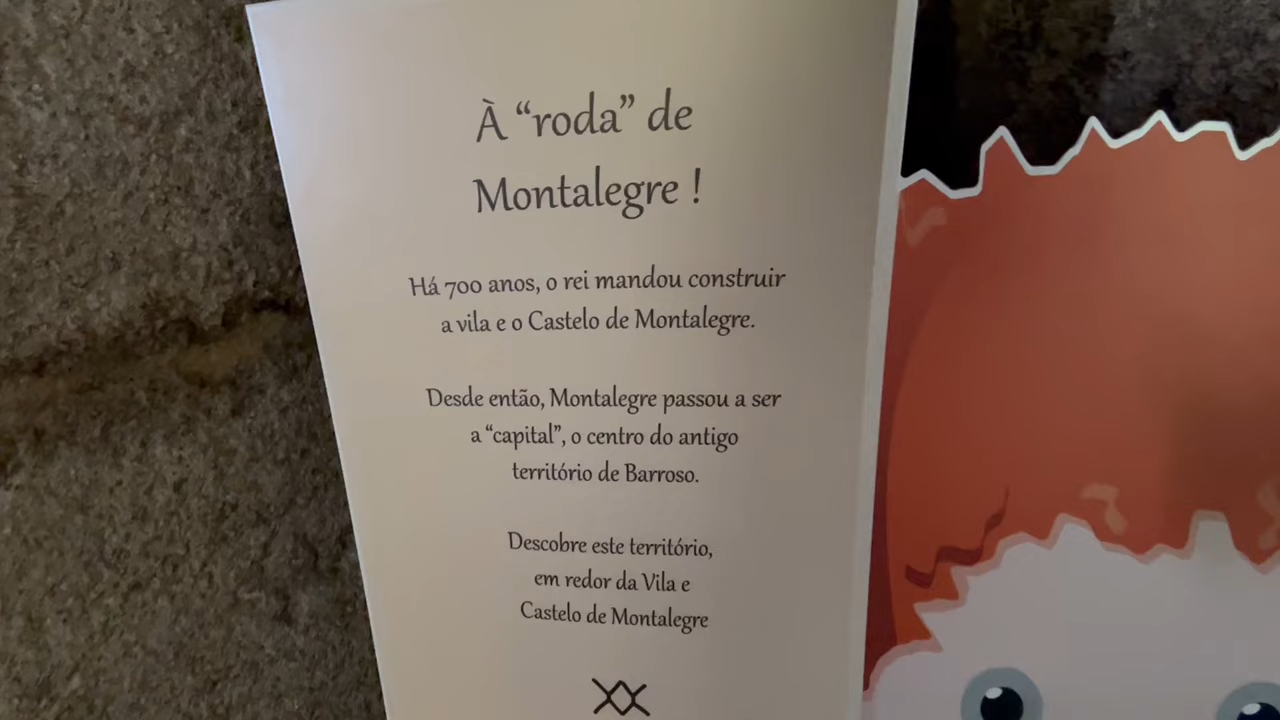 À “roda” de
Montalegre !
Há 700 anos, o rei mandou construir
a vila e o Castelo de Montalegre.
Desde então, Montalegre passou a ser
a “capital”, o centro do antigo
território de Barroso.
Descobre este território,
em redor da Vila e
Castelo de Montalegre